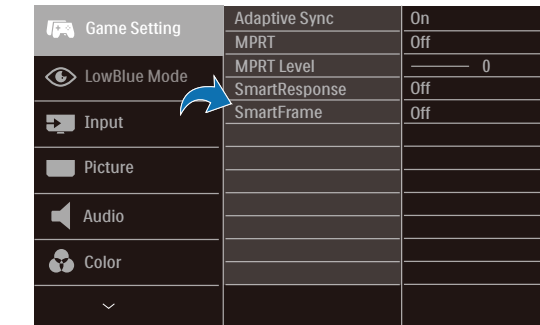 Game Setting
LowBlue Mode
Input
Picture
Audio
Color
Adaptive Sync On
MPRT Off
MPRT Level 0
SmartResponse Off
SmartFrame Off